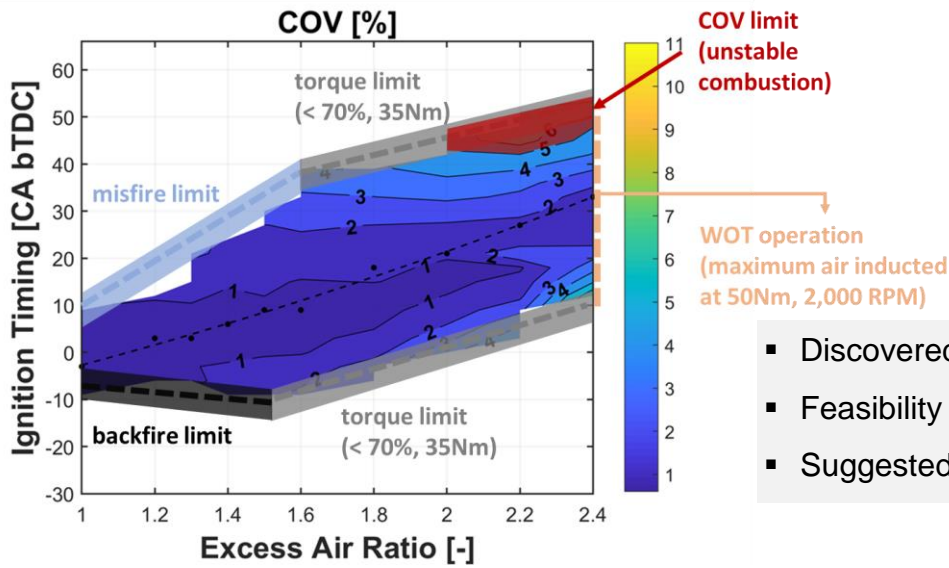 COV [%]
COV limit
(unstable
combustion)
torque limit
(< 70%, 35Nm)
misfire limit
WOT operation
(maximum air inducted
at 50Nm, 2,000 RPM)
backfire limit
torque limit
(< 70%, 35Nm)
Ignition Timing [CA bTDC]
60
50
40
30
20
10
0
-10
-20
-30
1
1.2
1.4
1.6
1.8
2
2.2
2.4
Excess Air Ratio [-]
11
10
9
8
7
6
5
4
3
2
1
4
3
2
1
1
1
1
2
2
2
3
4
5
6
4
3
2
2
4
▪ Discovered
▪ Feasibility
▪ Suggested